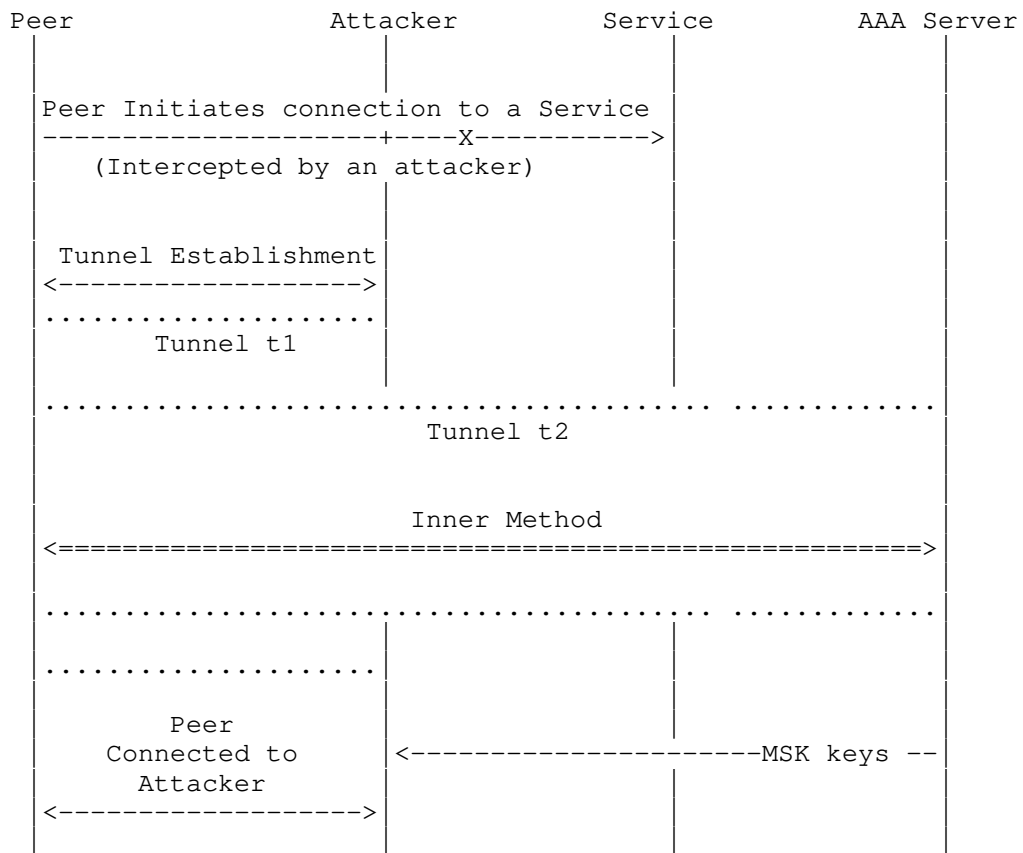 Peer Attacker Service AAA Server
Peer Initiates connection to a Service
(Intercepted by an attacker)
Tunnel Establishment
Tunnel t1
Tunnel t2
Inner Method
Peer
Connected to
Attacker
MSK keys